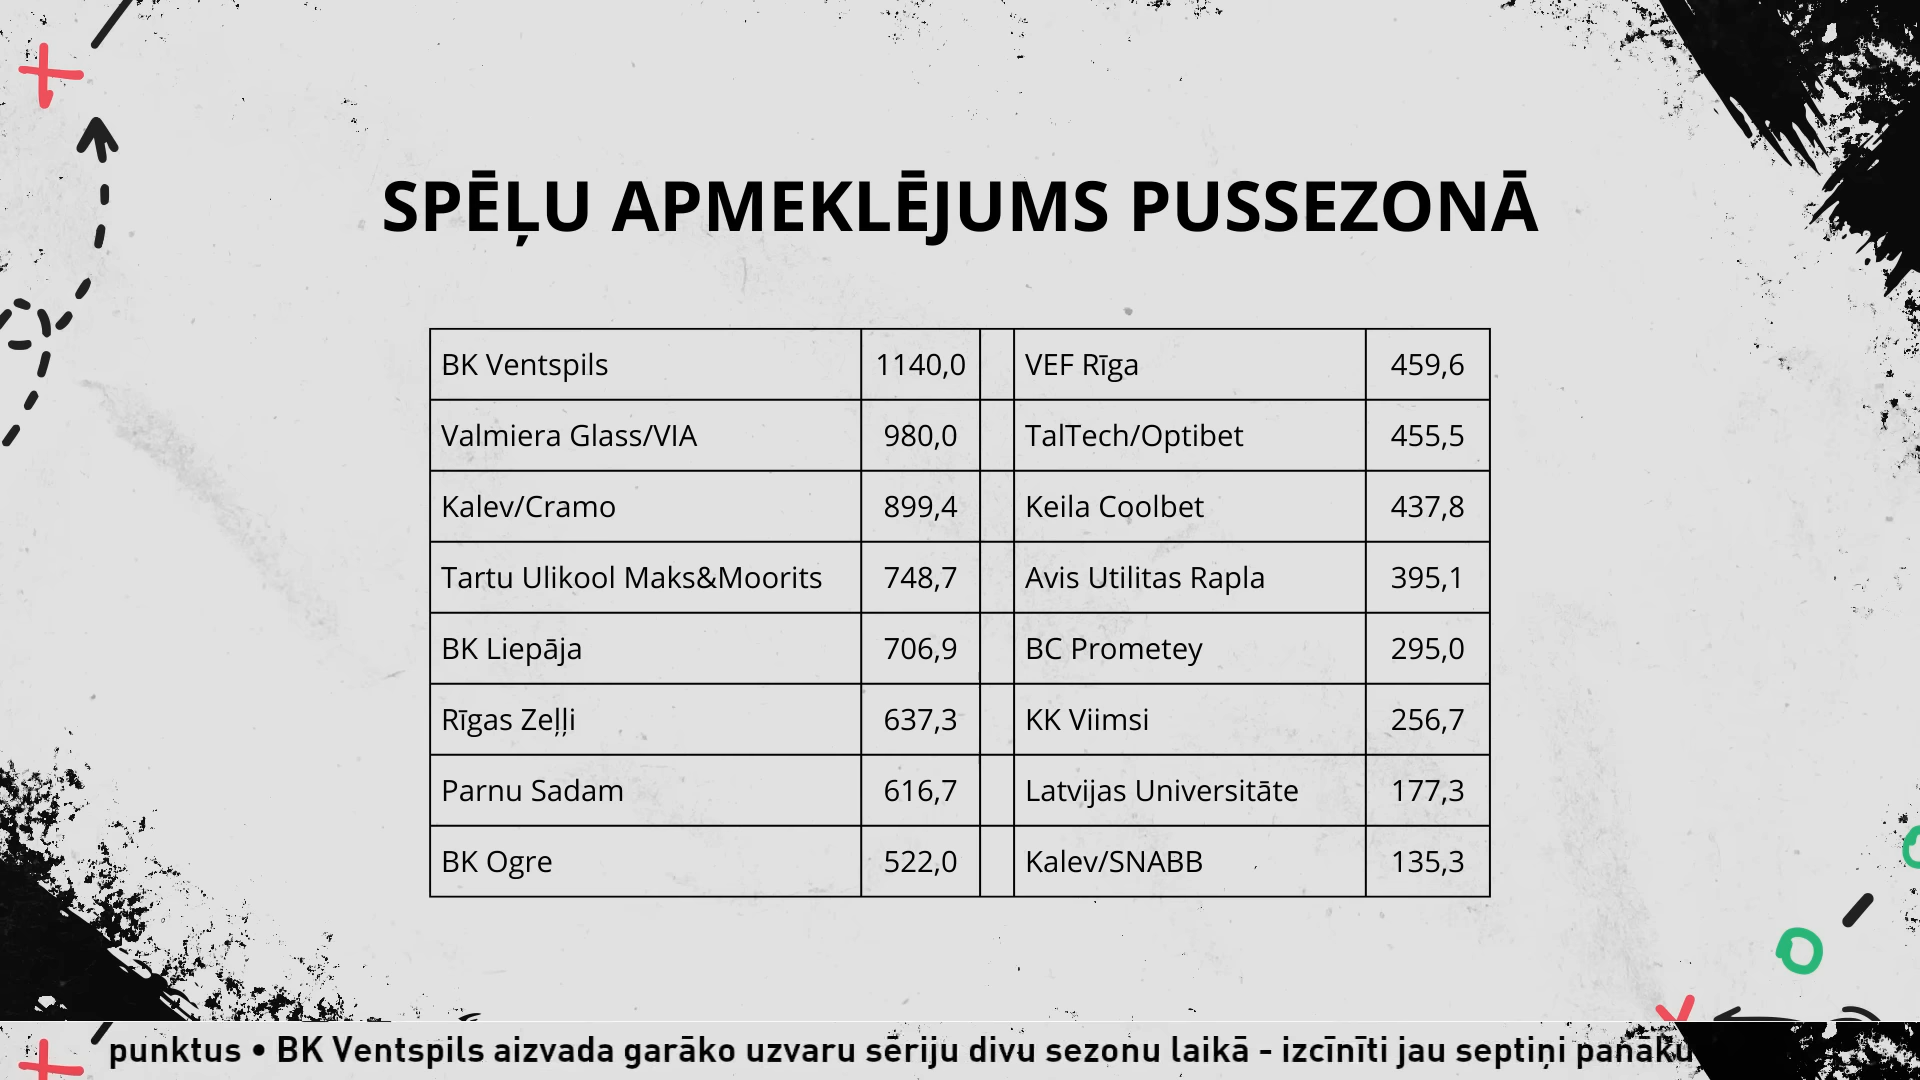 SPĒĻU APMEKLĒJUMS PUSSEZONĀ
BK Ventspils 1140,0 VEF Rīga 459,6
Valmiera Glass/VIA 980,0 TalTech/Optibet 455,5
Kalev/Cramo 899,4 Keila Coolbet 437,8
Tartu Ulikool Maks&Moorits 748,7 Avis Utilitas Rapla 395,1
BK Liepāja 706,9 BC Prometey 295,0
Rīgas Zeļļi 637,3 KK Viimsi 256,7
Parnu Sadam 616,7 Latvijas Universitāte 177,3
BK Ogre 522,0 Kalev/SNABB 135,3
punktus • BK Ventspils aizvada garāko uzvaru sēriju divu sezonu laikā - izcīnīti jau septiņi panāku